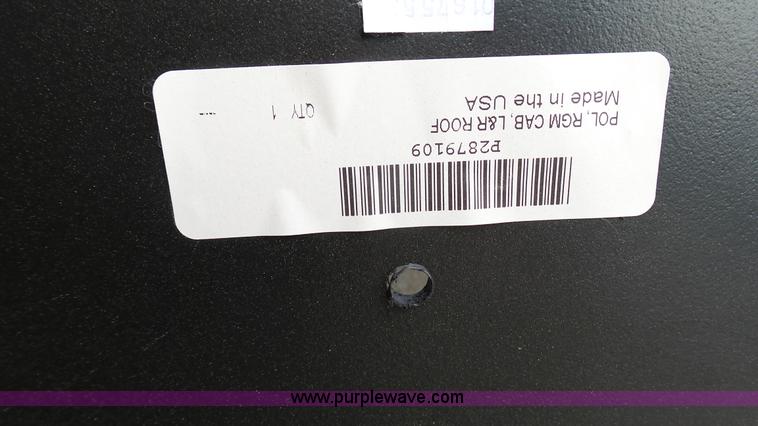 P2879109
POL, RGM CAB, L&R ROOF
Made in the USA
QTY 1
www.purplewave.com